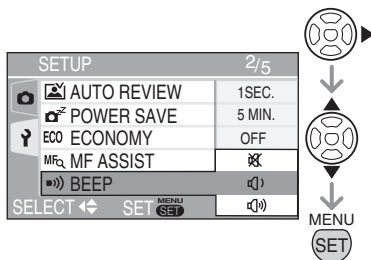 SETUP 2/5
AUTO REVIEW 1SEC.
z z POWER SAVE 5 MIN.
ECO ECONOMY OFF
MF MF ASSIST
BEEP
SELECT SET MENU SET
MENU
SET